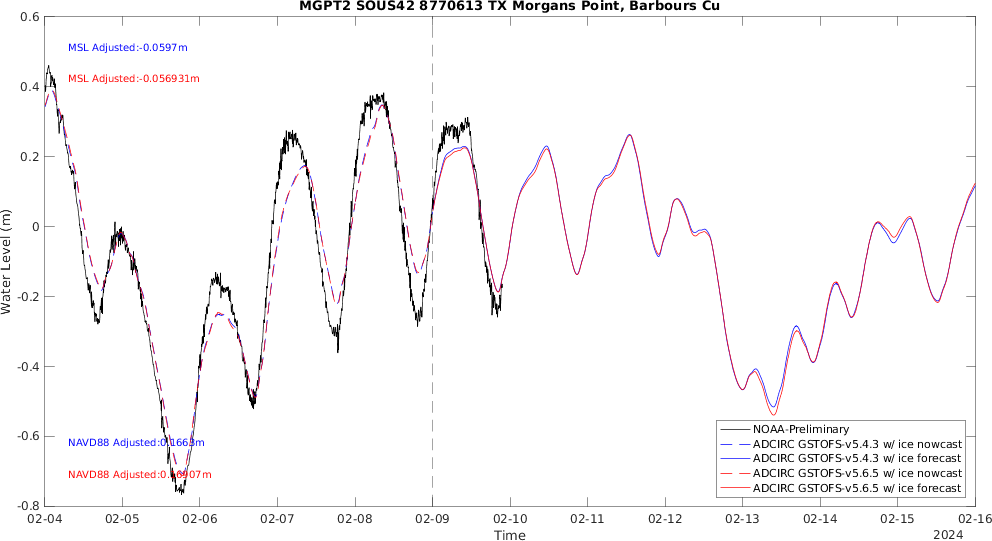 MGPT2 SOUS42 8770613 TX Morgans Point, Barbours Cu
MSL Adjusted:-0.0597m
MSL Adjusted:-0.056931m
0.6
0.4
0.2
0
-0.2
-0.4
-0.6
-0.8
Water Level (m)
NAVD88
NAVD88
NOAA-Preliminary
ADCIRC GSTOFS-v5.4.3 w/ ice nowcast
ADCIRC GSTOFS-v5.4.3 w/ ice forecast
ADCIRC GSTOFS-v5.6.5 w/ ice nowcast
ADCIRC GSTOFS-v5.6.5 w/ ice forecast
02-04 02-05 02-06 02-07 02-08 02-09 02-10 02-11 02-12 02-13 02-14 02-15 02-16
Time
2024